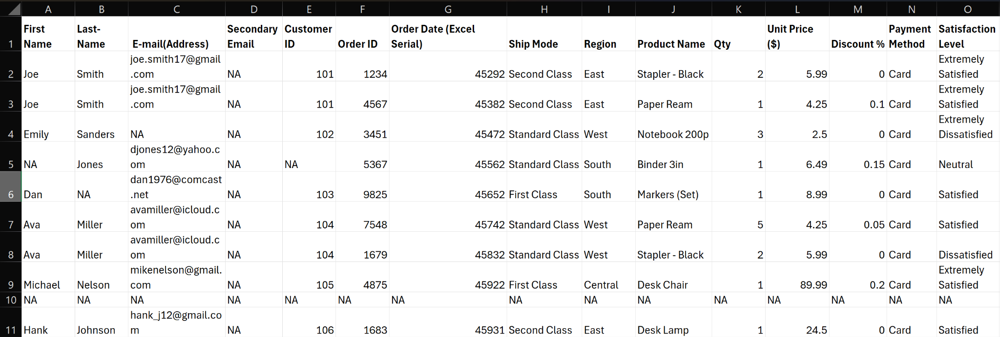 A B C D E F G H I J K L M N O
1 First Name Last-Name E-mail(Address) Secondary Email Customer ID Order ID Order Date (Excel Serial) Ship Mode Region Product Name Qty Unit Price ($) Discount % Payment Method Satisfaction Level
2 Joe Smith joe.smith17@gmail.com NA 101 1234 45292 Second Class East Stapler - Black 2 5.99 0 Card Extremely Satisfied
3 Joe Smith joe.smith17@gmail.com NA 101 4567 45382 Second Class East Paper Ream 1 4.25 0.1 Card Extremely Satisfied
4 Emily Sanders NA NA 102 3451 45472 Standard Class West Notebook 200p 3 2.5 0 Card Extremely Dissatisfied
5 NA Jones djones12@yahoo.com NA NA 5367 45562 Standard Class South Binder 3in 1 6.49 0.15 Card Neutral
6 Dan NA dan1976@comcast.net NA 103 9825 45652 First Class South Markers (Set) 1 8.99 0 Card Satisfied
7 Ava Miller avamiller@icloud.com NA 104 7548 45742 Standard Class West Paper Ream 5 4.25 0.05 Card Satisfied
8 Ava Miller avamiller@icloud.com NA 104 1679 45832 Standard Class West Stapler - Black 2 5.99 0 Card Dissatisfied
9 Michael Nelson mikenelson@gmail.com NA 105 4875 45922 First Class Central Desk Chair 1 89.99 0.2 Card Extremely Satisfied
10 NA NA NA NA NA NA NA NA NA NA NA NA NA NA NA
11 Hank Johnson hank_j12@gmail.com NA 106 1683 45931 Second Class East Desk Lamp 1 24.5 0 Card Satisfied